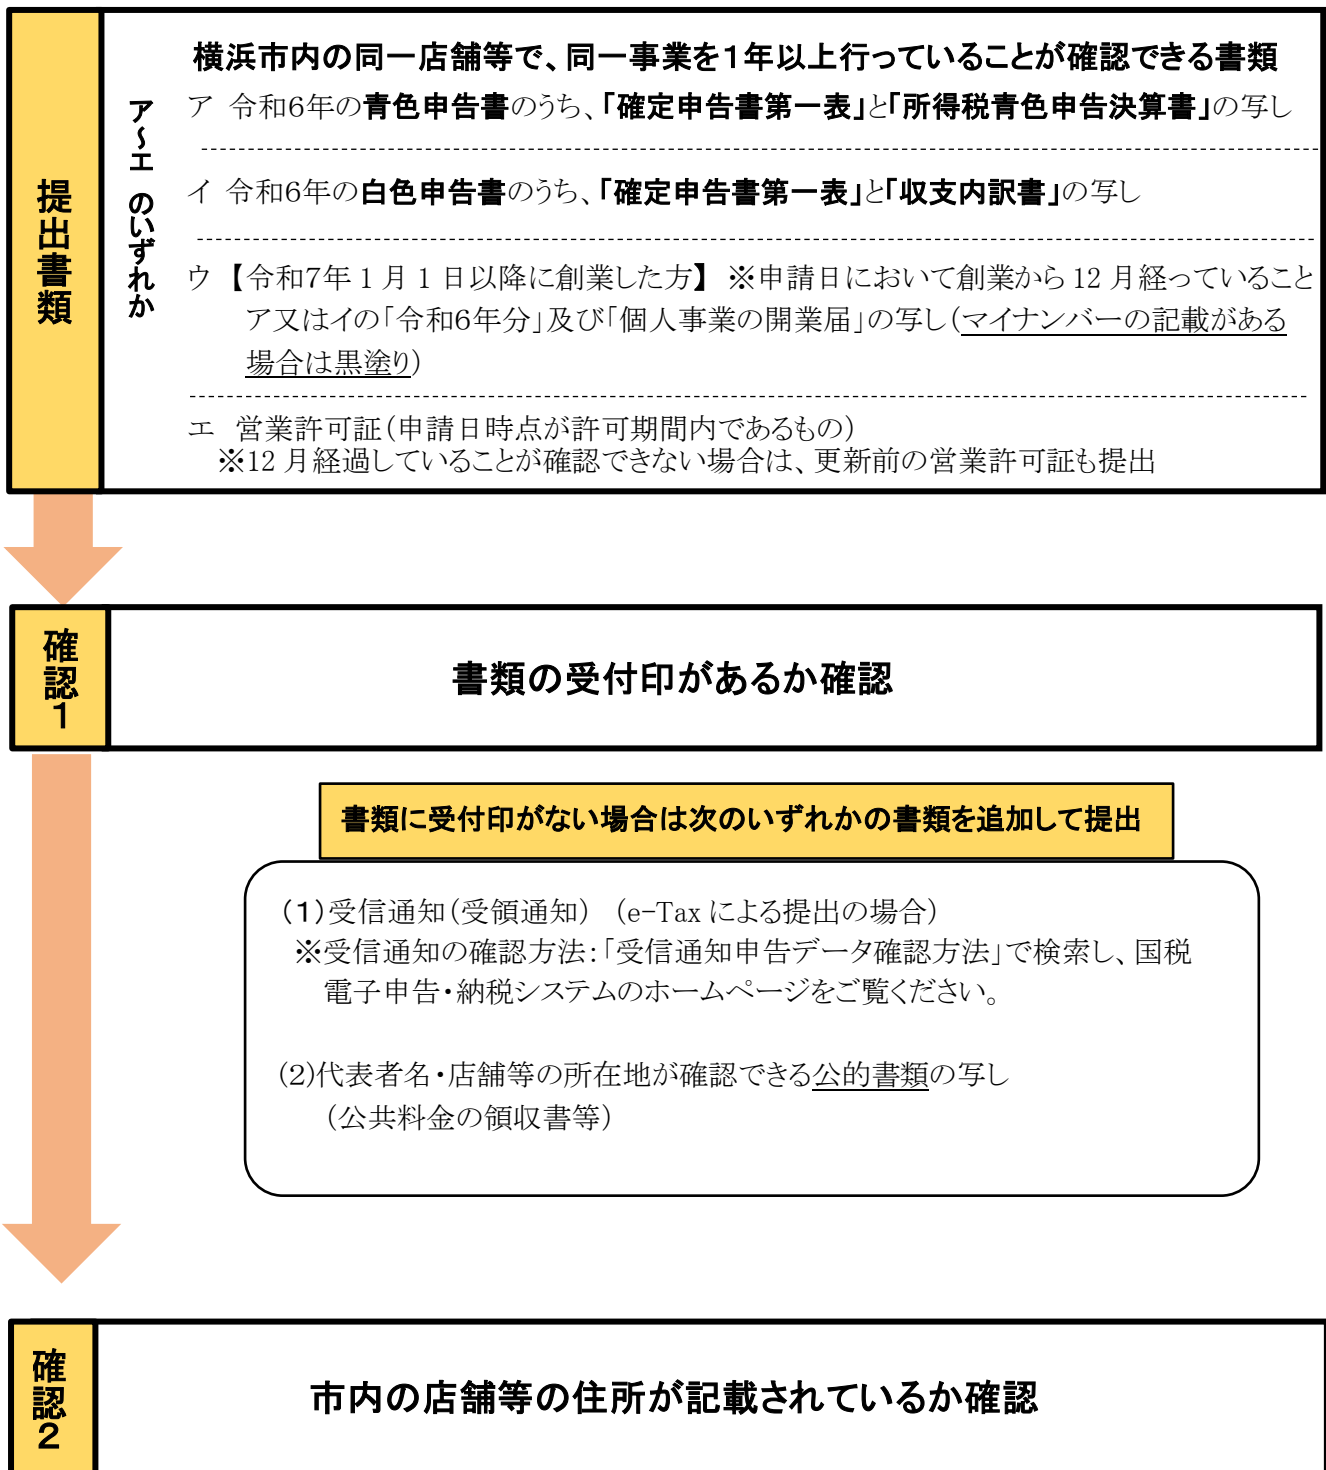 提出書類
ア～エ のいずれか
横浜市内の同一店舗等で、同一事業を1年以上行っていることが確認できる書類
ア 令和6年の青色申告書のうち、「確定申告書第一表」と「所得税青色申告決算書」の写し
イ 令和6年の白色申告書のうち、「確定申告書第一表」と「収支内訳書」の写し
ウ 【令和7年1月1日以降に創業した方】 ※申請日において創業から12月経っていること
ア又はイの「令和6年分」及び「個人事業の開業届」の写し（マイナンバーの記載がある
場合は黒塗り）
エ 営業許可証（申請日時点が許可期間内であるもの）
※12月経過していることが確認できない場合は、更新前の営業許可証も提出
確認1
書類の受付印があるか確認
書類に受付印がない場合は次のいずれかの書類を追加して提出
（1）受信通知（受領通知） （e-Taxによる提出の場合）
※受信通知の確認方法：「受信通知申告データ確認方法」で検索し、国税
電子申告・納税システムのホームページをご覧ください。
(2)代表者名・店舗等の所在地が確認できる公的書類の写し
（公共料金の領収書等）
確認2
市内の店舗等の住所が記載されているか確認